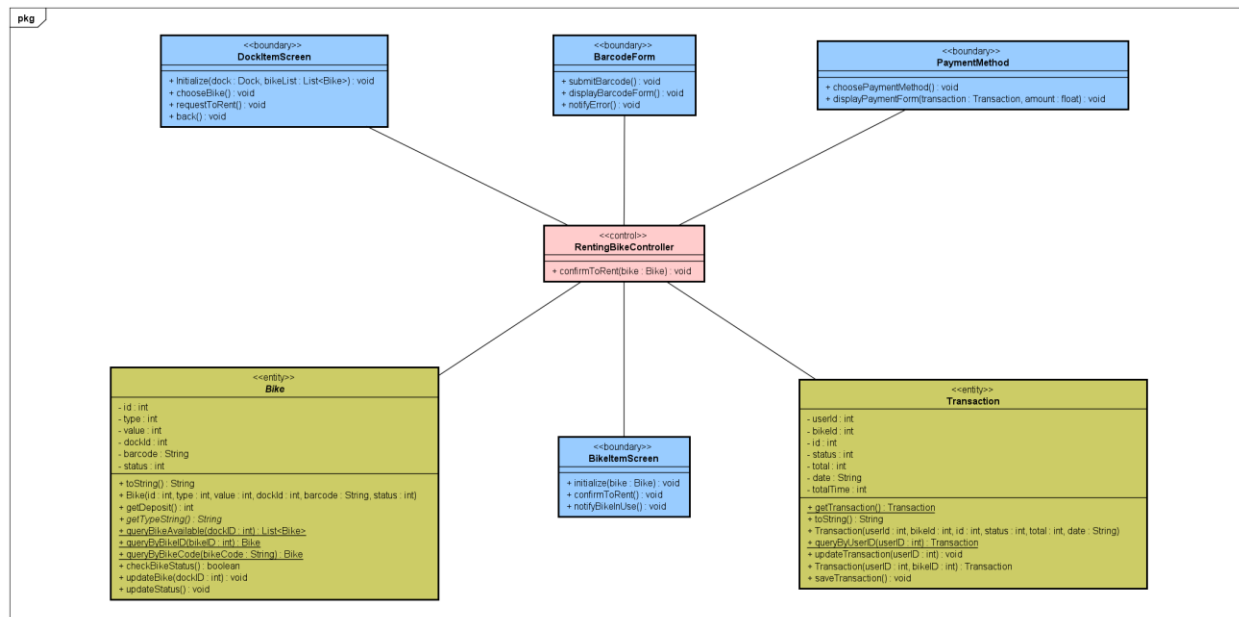 pkg
<<boundary>>
DockItemScreen
+ Initialize(dock : Dock, bikeList : List<Bike>) : void
+ chooseBike() : void
+ requestToRent() : void
+ back() : void
<<boundary>>
BarcodeForm
+ submitBarcode() : void
+ displayBarcodeForm() : void
+ notifyError() : void
<<boundary>>
PaymentMethod
+ choosePaymentMethod() : void
+ displayPaymentForm(transaction : Transaction, amount : float) : void
<<control>>
RentingBikeController
+ confirmToRent(bike : Bike) : void
<<entity>>
Bike
- id : int
- type : int
- value : int
- dockId : int
- barcode : String
- status : int
+ toString() : String
+ Bike(id : int, type : int, value : int, dockId : int, barcode : String, status : int)
+ getDeposit() : int
+ getTypeString() : String
+ queryBikeAvailable(dockID : int) : List<Bike>
+ queryByBikeID(bikeID : int) : Bike
+ queryByBikeCode(bikeCode : String) : Bike
+ checkBikeStatus() : boolean
+ updateBike(dockID : int) : void
+ updateStatus() : void
<<boundary>>
BikeItemScreen
+ initialize(bike : Bike) : void
+ confirmToRent() : void
+ notifyBikeInUse() : void
<<entity>>
Transaction
- userId : int
- bikeId : int
- id : int
- status : int
- total : int
- date : String
- totalTime : int
+ getTransaction() : Transaction
+ toString() : String
+ Transaction(userId : int, bikeId : int, id : int, status : int, total : int, date : String)
+ queryByUserID(userID : int) : Transaction
+ updateTransaction(userID : int) : void
+ Transaction(userID : int, bikeID : int) : Transaction
+ saveTransaction() : void